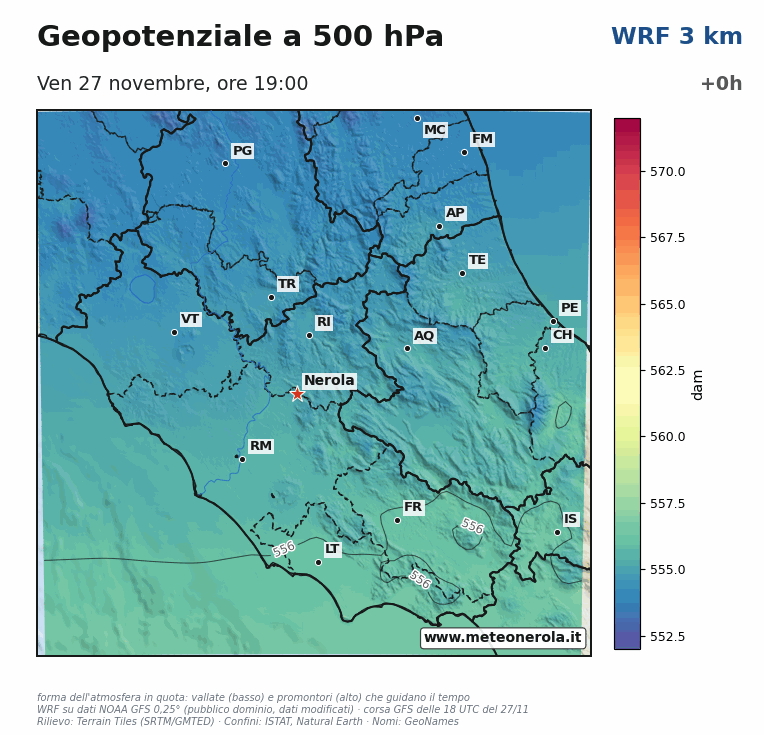 Geopotenziale a 500 hPa
WRF 3 km
Ven 27 novembre, ore 19:00
+0h
MC
FM
PG
AP
TE
TR
PE
VT
RI
AQ
CH
Nerola
RM
FR
556
IS
556
LT
556
www.meteonerola.it
570.0
567.5
565.0
562.5
560.0
557.5
555.0
552.5
dam
forma dell'atmosfera in quota: vallate (basso) e promontori (alto) che guidano il tempo
WRF su dati NOAA GFS 0,25° (pubblico dominio, dati modificati) · corsa GFS delle 18 UTC del 27/11
Rilievo: Terrain Tiles (SRTM/GMTED) · Confini: ISTAT, Natural Earth · Nomi: GeoNames